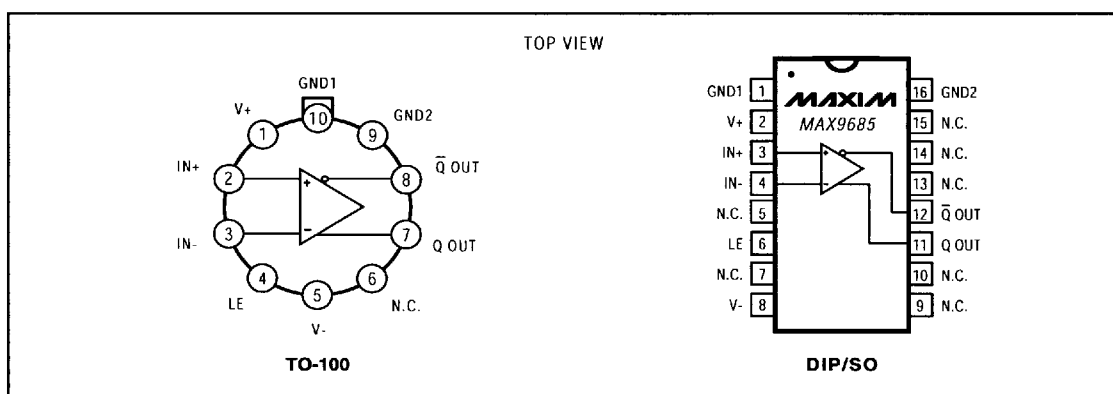 TOP VIEW
GND1
V+
GND2
10
1
9
IN+
2
+
8
Q̅ OUT
IN-
3
−
7
Q OUT
4
5
6
LE
N.C.
V-
TO-100
GND1 1 MAXIM 16 GND2
V+ 2 MAX9685 15 N.C.
IN+ 3 + 14 N.C.
IN- 4 − 13 N.C.
N.C. 5 12 Q̅ OUT
LE 6 11 Q OUT
N.C. 7 10 N.C.
V- 8 9 N.C.
DIP/SO